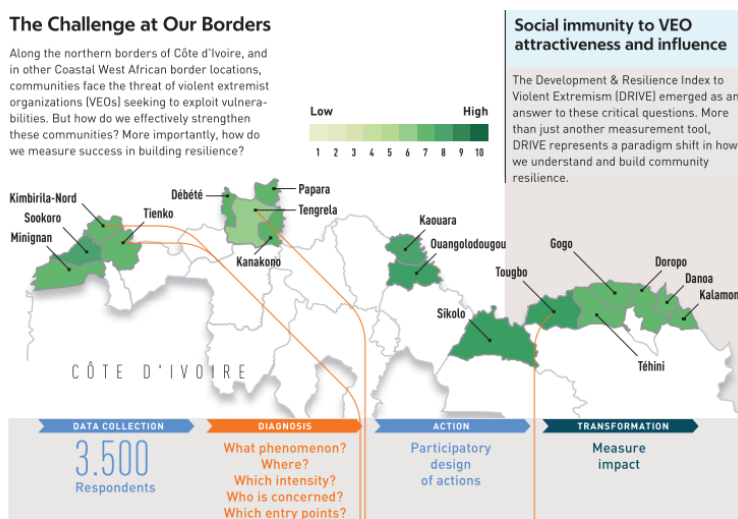 The Challenge at Our Borders
Along the northern borders of Côte d'Ivoire, and
in other Coastal West African border locations,
communities face the threat of violent extremist
organizations (VEOs) seeking to exploit vulnera-
bilities. But how do we effectively strengthen
these communities? More importantly, how do
we measure success in building resilience?
Social immunity to VEO
attractiveness and influence
The Development & Resilience Index to
Violent Extremism (DRIVE) emerged as an
answer to these critical questions. More
than just another measurement tool,
DRIVE represents a paradigm shift in how
we understand and build community
resilience.
Low High
1 2 3 4 5 6 7 8 9 10
Kimbirila-Nord
Sookoro
Minignan
Tienko
Débété
Papara
Tengrela
Kanakono
Kaouara
Ouangolodougou
Sikolo
Tougbo
Gogo
Doropo
Danoa
Kalamon
Téhini
CÔTE D'IVOIRE
DATA COLLECTION
3.500
Respondents
DIAGNOSIS
What phenomenon?
Where?
Which intensity?
Who is concerned?
Which entry points?
ACTION
Participatory
design
of actions
TRANSFORMATION
Measure
impact